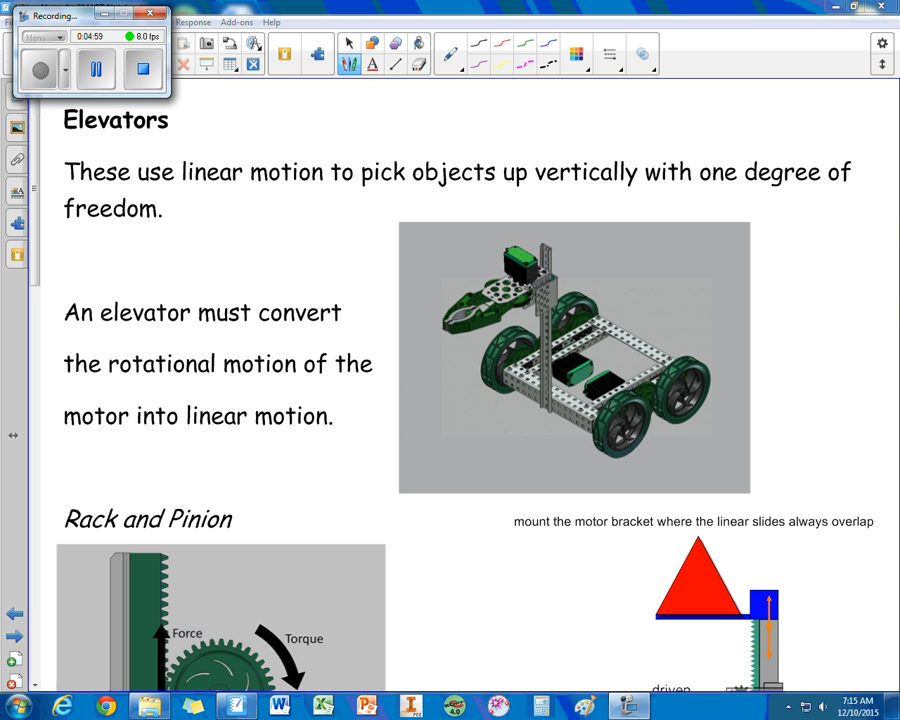 Recording...
Response Add-ons Help
Menu
0:04:59
8.0 fps
Elevators
These use linear motion to pick objects up vertically with one degree of
freedom.
An elevator must convert
the rotational motion of the
motor into linear motion.
Rack and Pinion
mount the motor bracket where the linear slides always overlap
Force
Torque
driven
7:15 AM
12/10/2015